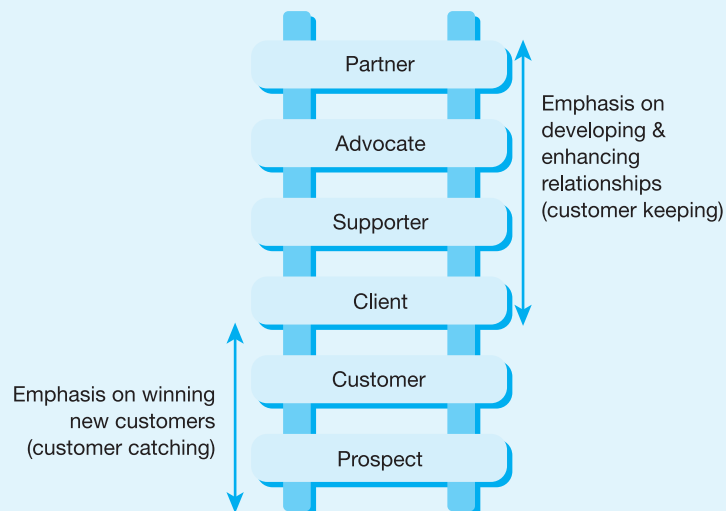 Partner
Advocate
Supporter
Client
Customer
Prospect
Emphasis on
developing &
enhancing
relationships
(customer keeping)
Emphasis on winning
new customers
(customer catching)